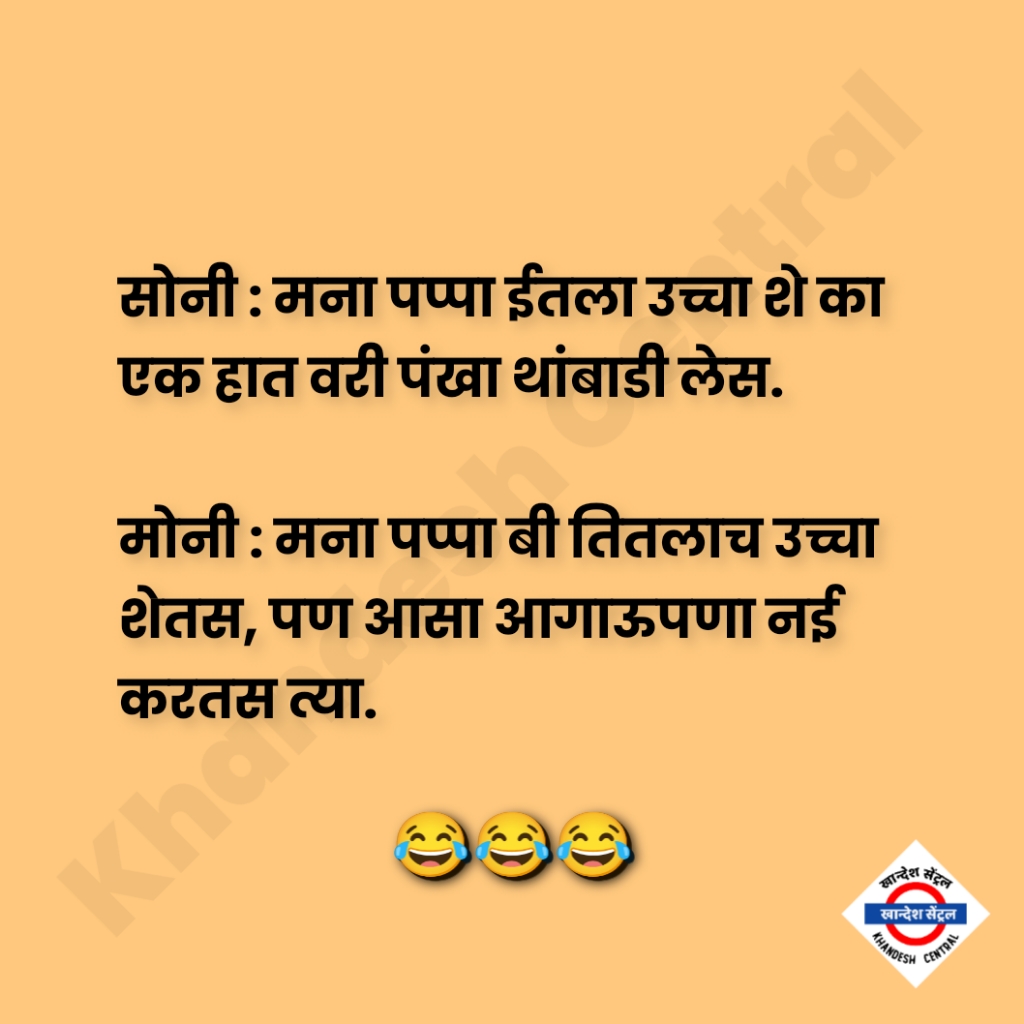 सोनी : मना पप्पा ईतला उच्चा शे का
एक हात वरी पंखा थांबाडी लेस.
मोनी : मना पप्पा बी तितलाच उच्चा
शेतस, पण आसा आगाऊपणा नई
करतस त्या.
😂😂😂
Khandesh Central
खान्देश सेंट्रल
खान्देश सेंट्रल
KHANDESH CENTRAL